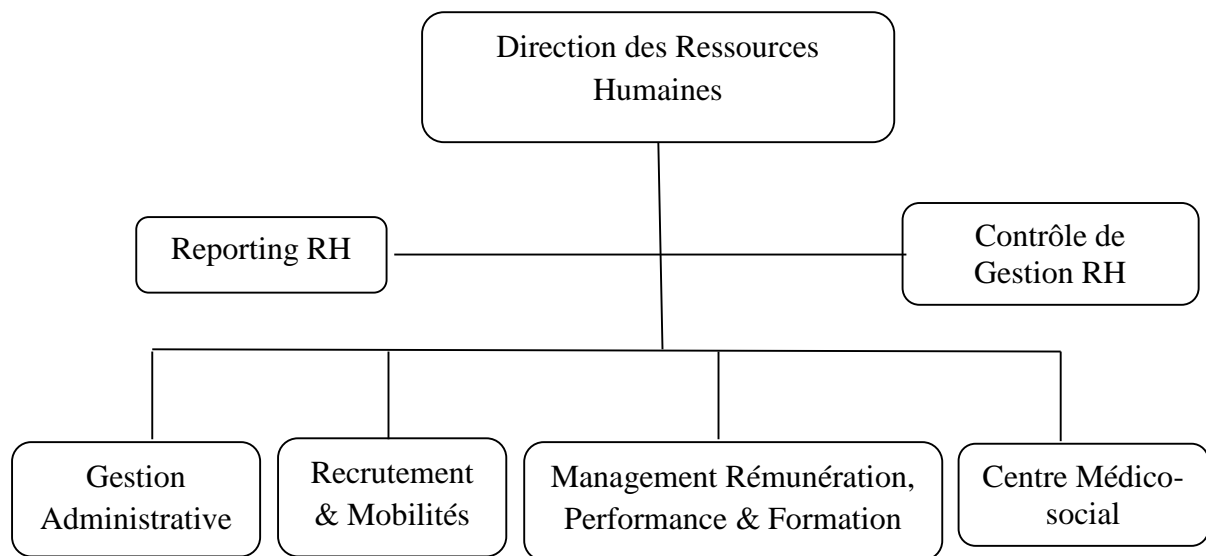 Direction des Ressources
Humaines
Reporting RH
Contrôle de
Gestion RH
Gestion
Administrative
Recrutement
& Mobilités
Management Rémunération,
Performance & Formation
Centre Médico-
social